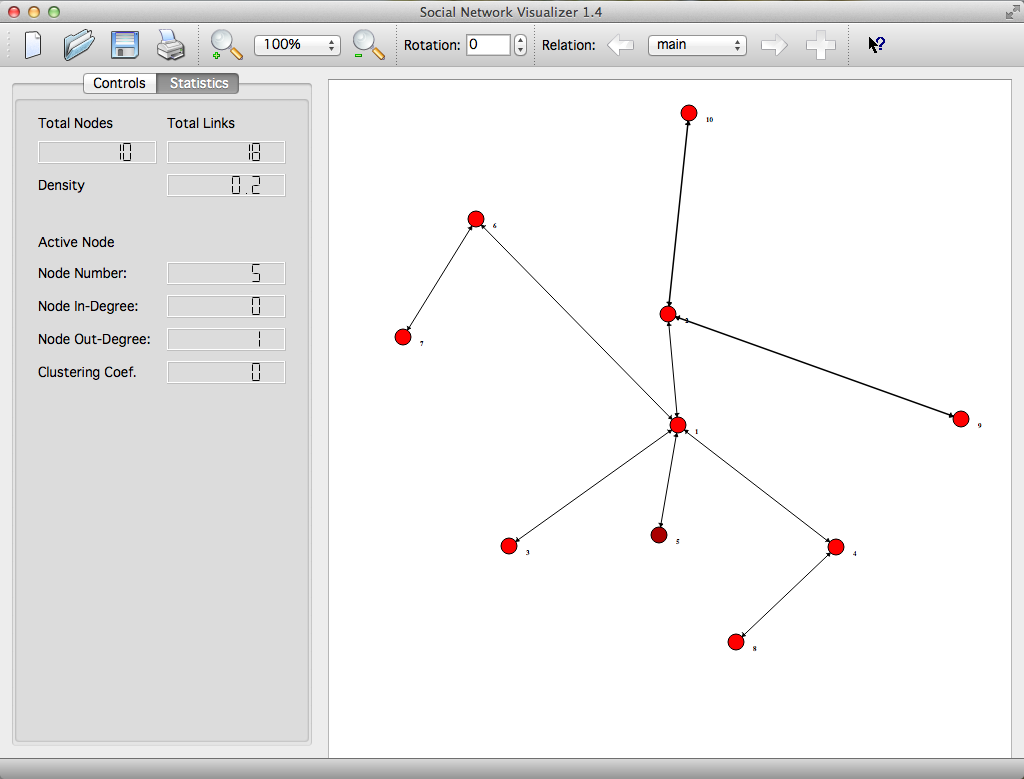 Social Network Visualizer 1.4
100% Rotation: 0 Relation: main
Controls Statistics
Total Nodes Total Links
10 18
Density 0.2
Active Node
Node Number: 5
Node In-Degree: 0
Node Out-Degree: 1
Clustering Coef. 0
10
6
7
9
1
3
5
4
8